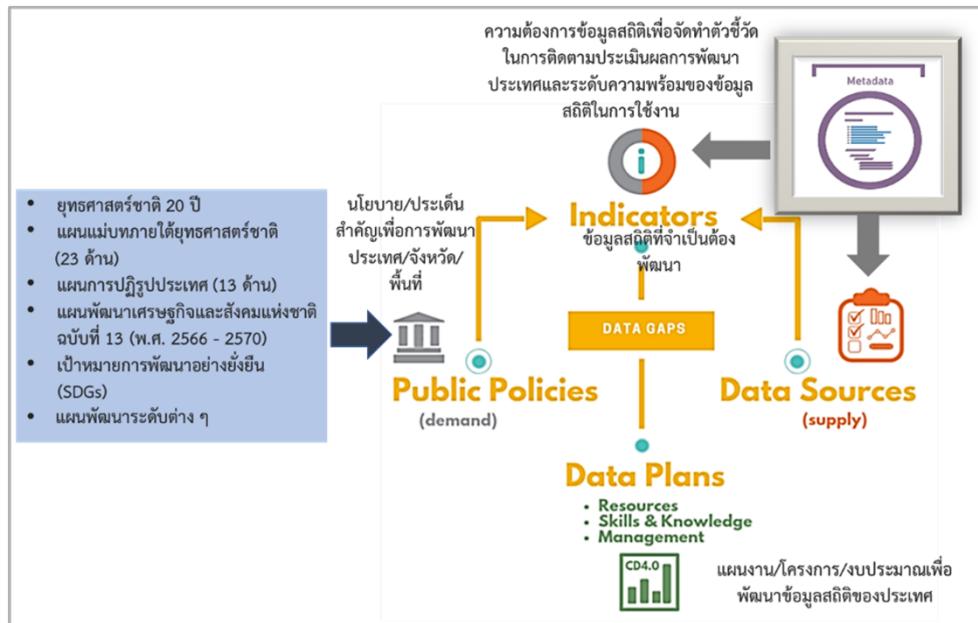 ความต้องการข้อมูลสถิติเพื่อจัดทำตัวชี้วัด
ในการติดตามประเมินผลการพัฒนา
ประเทศและระดับความพร้อมของข้อมูล
สถิติในการใช้งาน
Metadata
• ยุทธศาสตร์ชาติ 20 ปี
• แผนแม่บทภายใต้ยุทธศาสตร์ชาติ
(23 ด้าน)
• แผนการปฏิรูปประเทศ (13 ด้าน)
• แผนพัฒนาเศรษฐกิจและสังคมแห่งชาติ
ฉบับที่ 13 (พ.ศ. 2566 - 2570)
• เป้าหมายการพัฒนาอย่างยั่งยืน
(SDGs)
• แผนพัฒนาระดับต่าง ๆ
นโยบาย/ประเด็น
สำคัญเพื่อการพัฒนา
ประเทศ/จังหวัด/
พื้นที่
i
Indicators
ข้อมูลสถิติที่จำเป็นต้อง
พัฒนา
DATA GAPS
Public Policies
(demand)
Data Sources
(supply)
Data Plans
• Resources
• Skills & Knowledge
• Management
CD4.0
แผนงาน/โครงการ/งบประมาณเพื่อ
พัฒนาข้อมูลสถิติของประเทศ